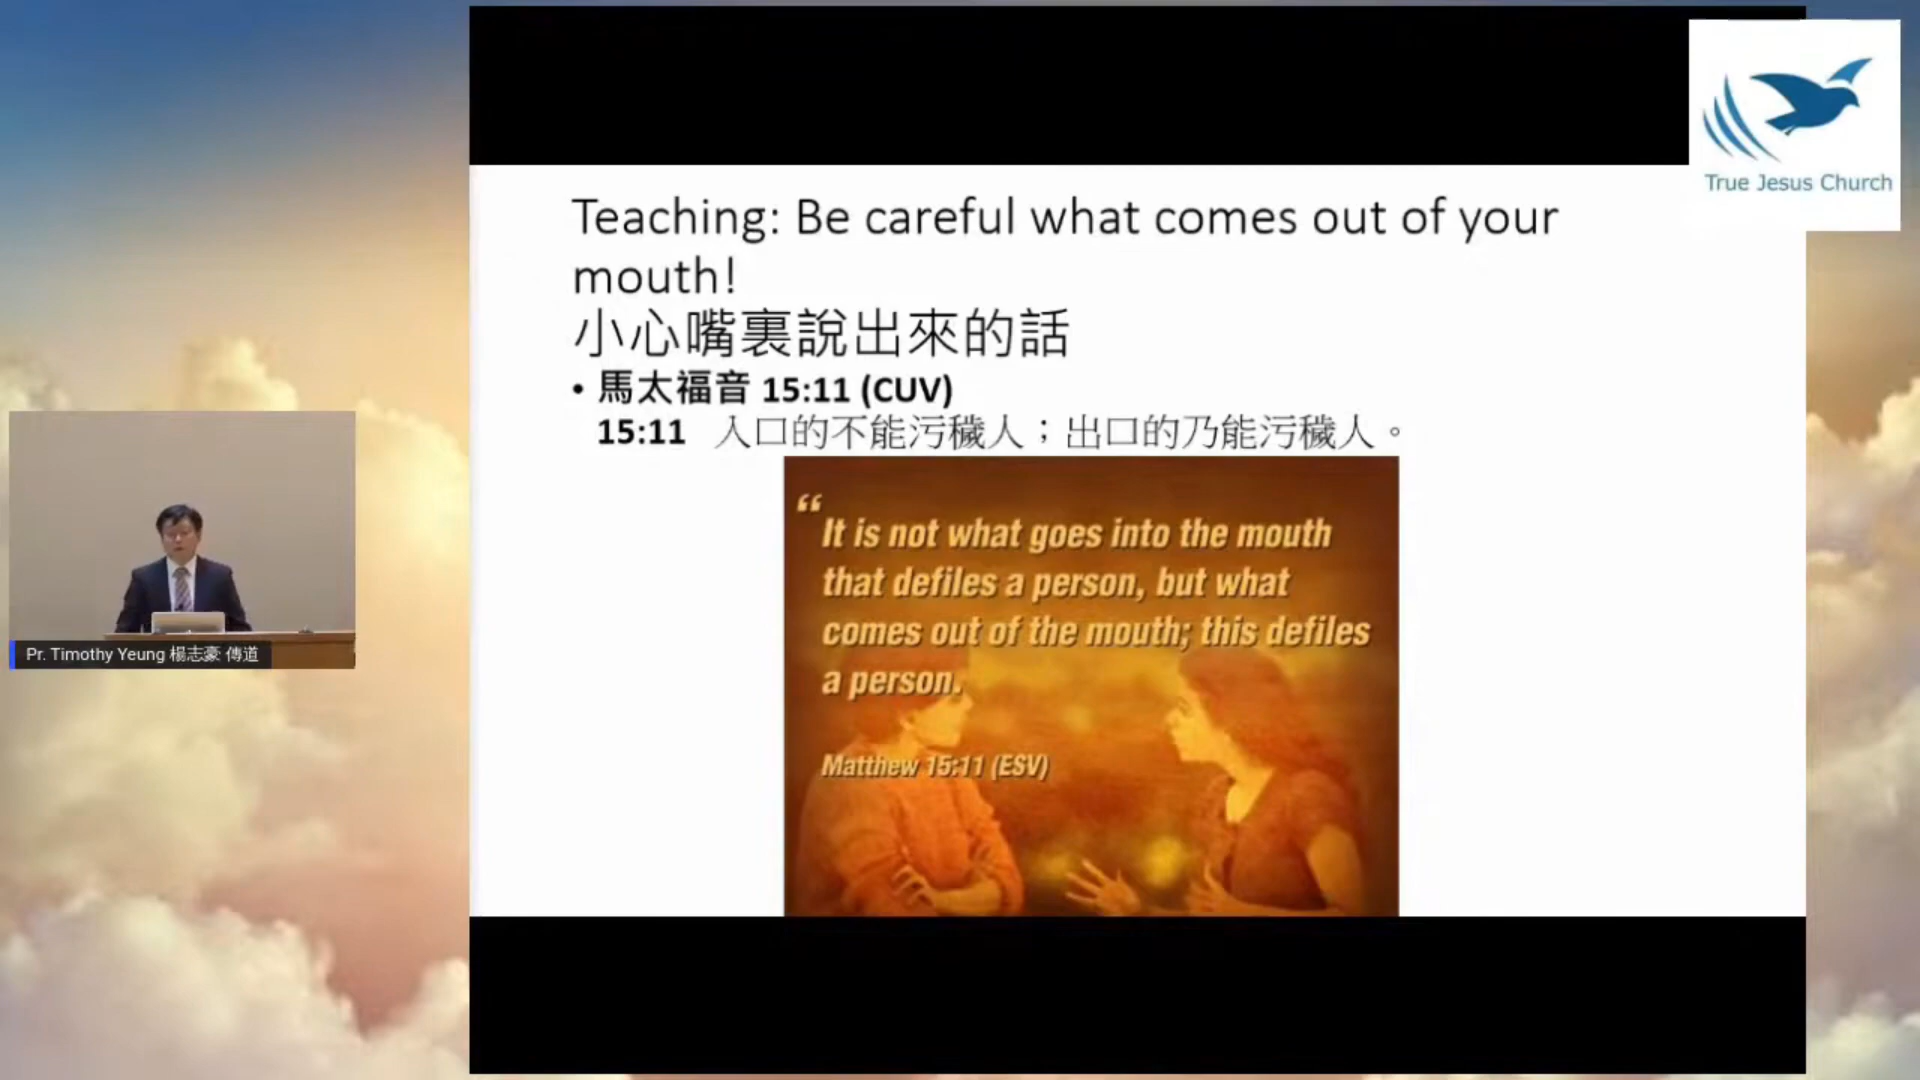 True Jesus Church
Teaching: Be careful what comes out of your
mouth!
小心嘴裏說出來的話
• 馬太福音 15:11 (CUV)
15:11 入口的不能污穢人；出口的乃能污穢人。
“
It is not what goes into the mouth
that defiles a person, but what
comes out of the mouth; this defiles
a person.
Matthew 15:11 (ESV)
Pr. Timothy Yeung 楊志豪 傳道